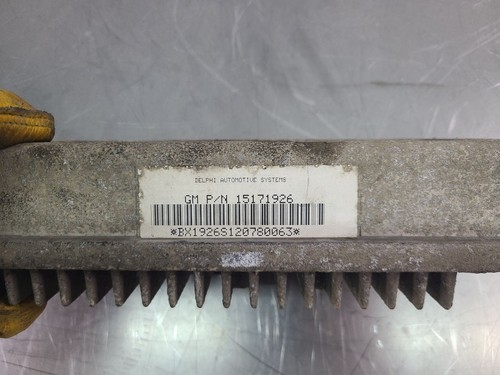 DELPHI AUTOMOTIVE SYSTEMS
GM P/N 15171926
*BX1926S120780063*